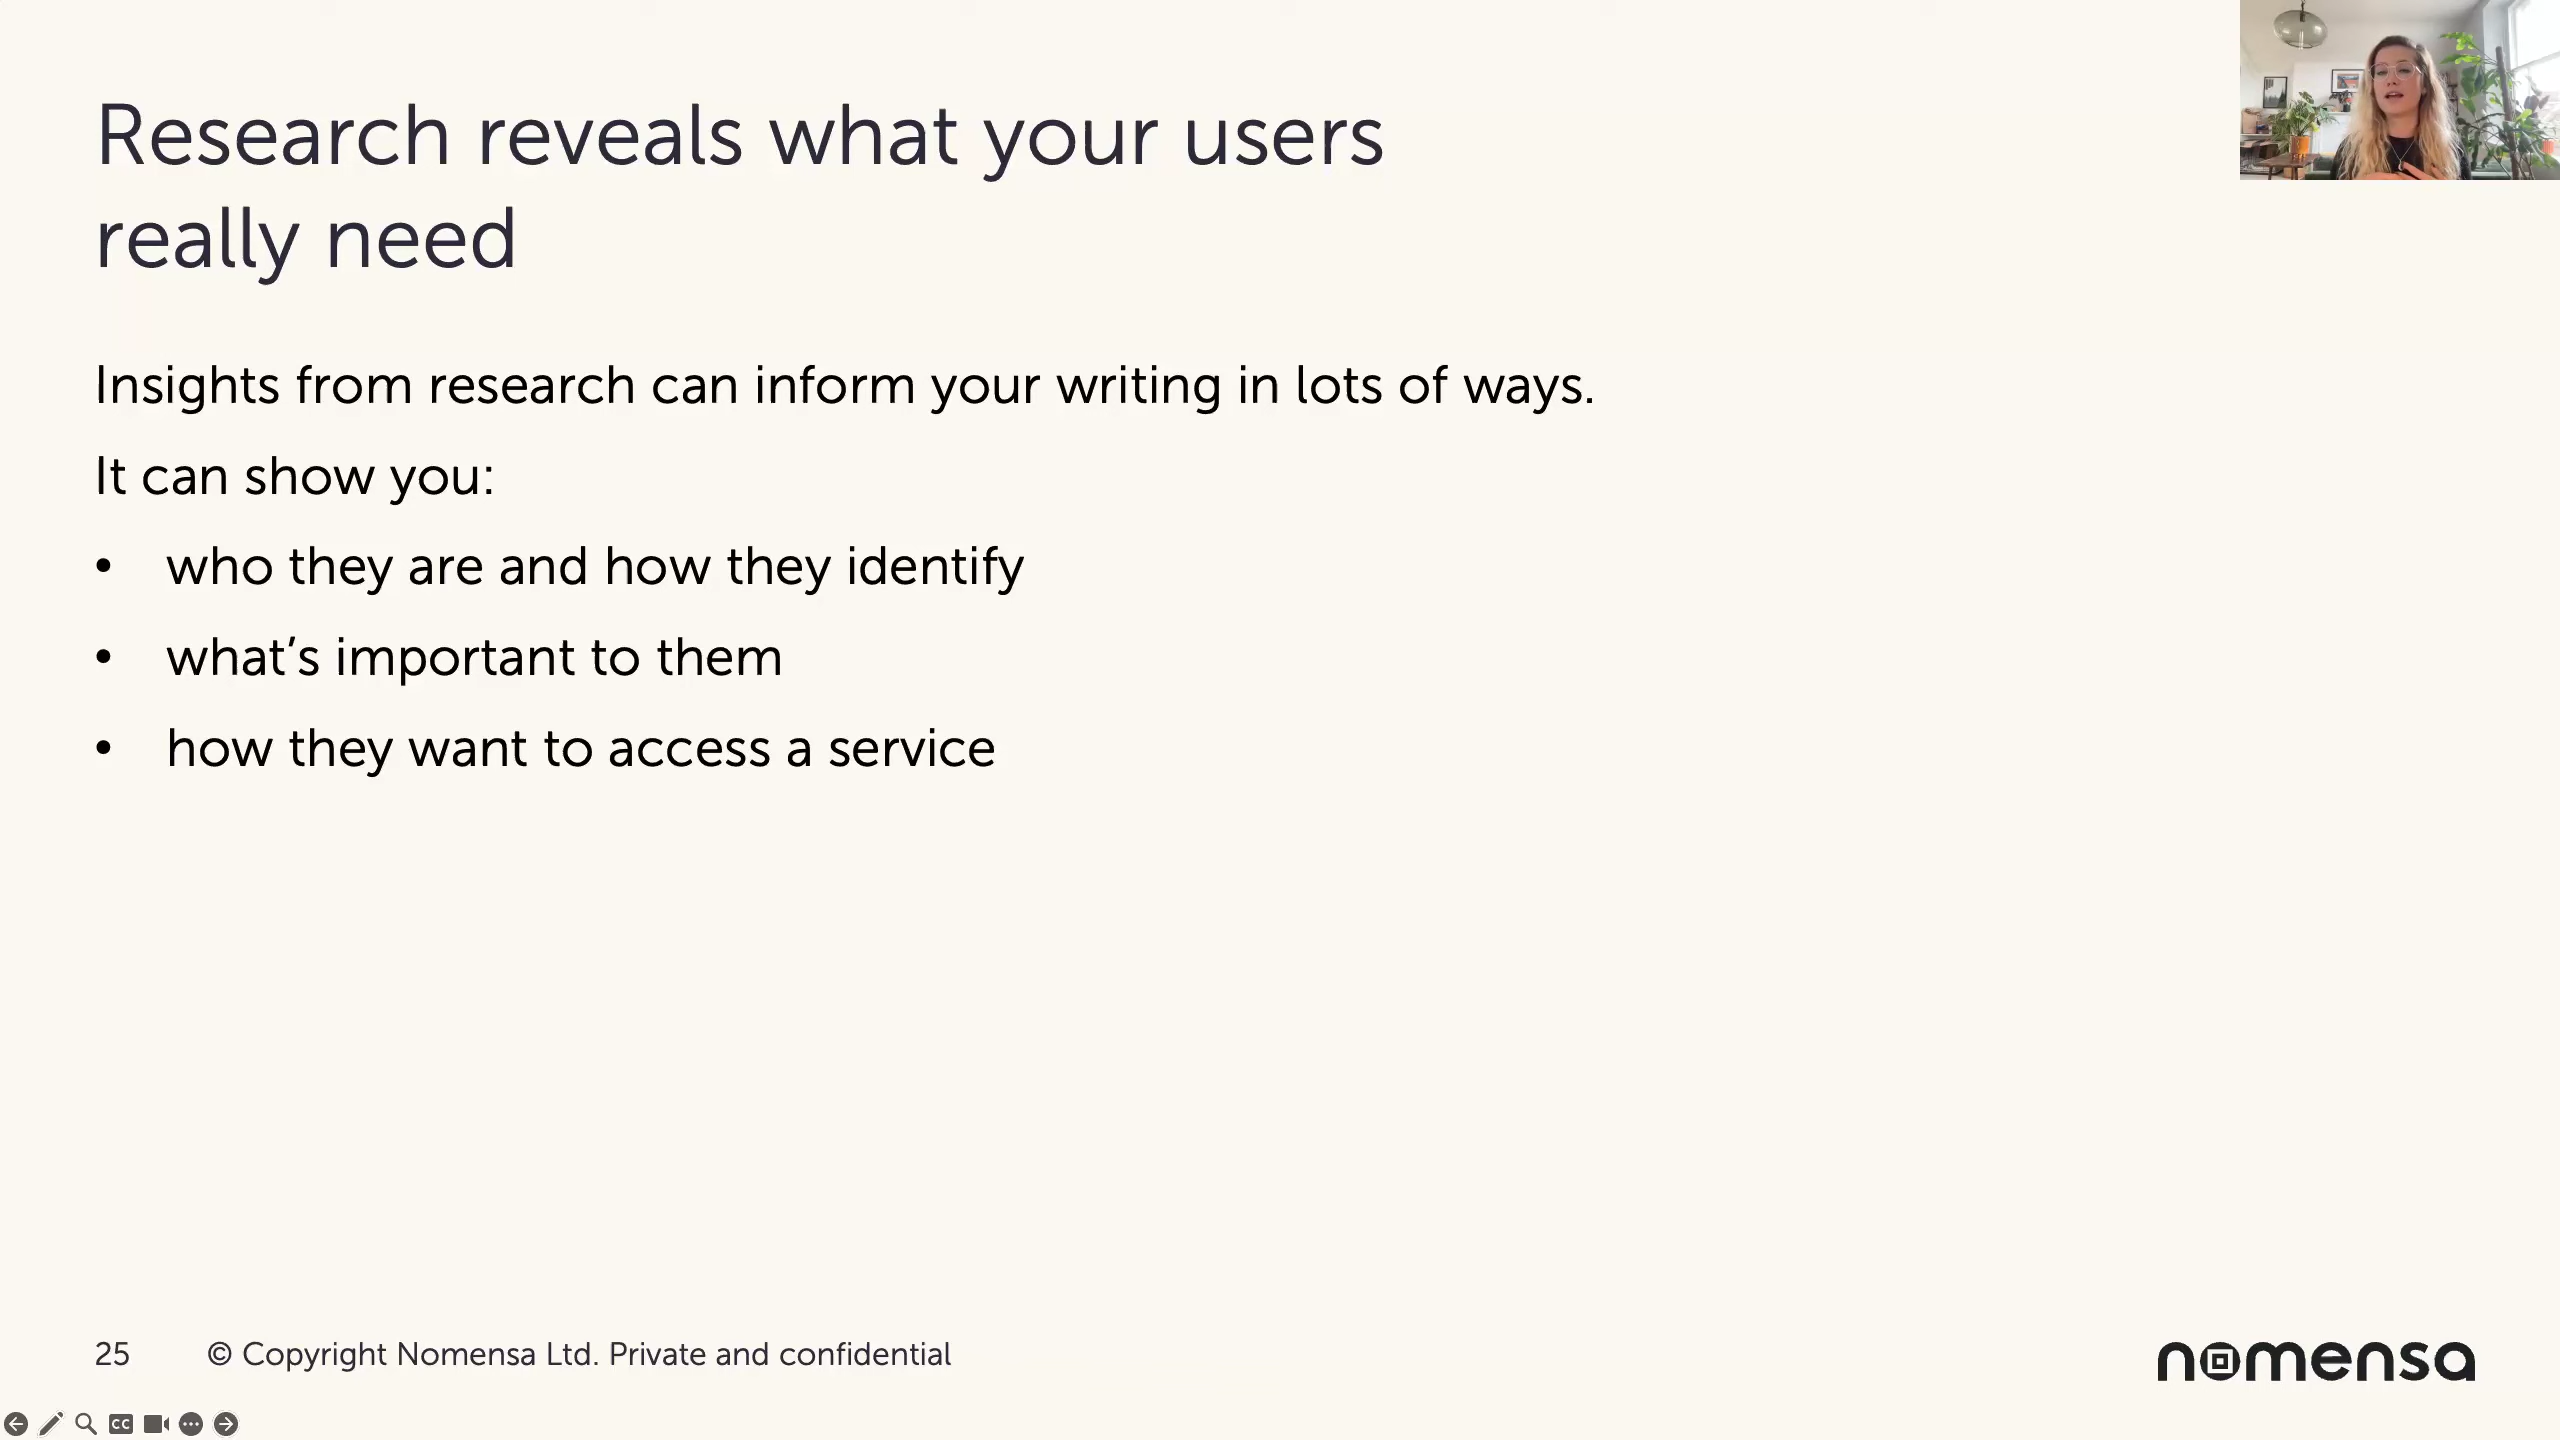 Research reveals what your users
really need
Insights from research can inform your writing in lots of ways.
It can show you:
• who they are and how they identify
• what’s important to them
• how they want to access a service
25 © Copyright Nomensa Ltd. Private and confidential
nomensa
CC